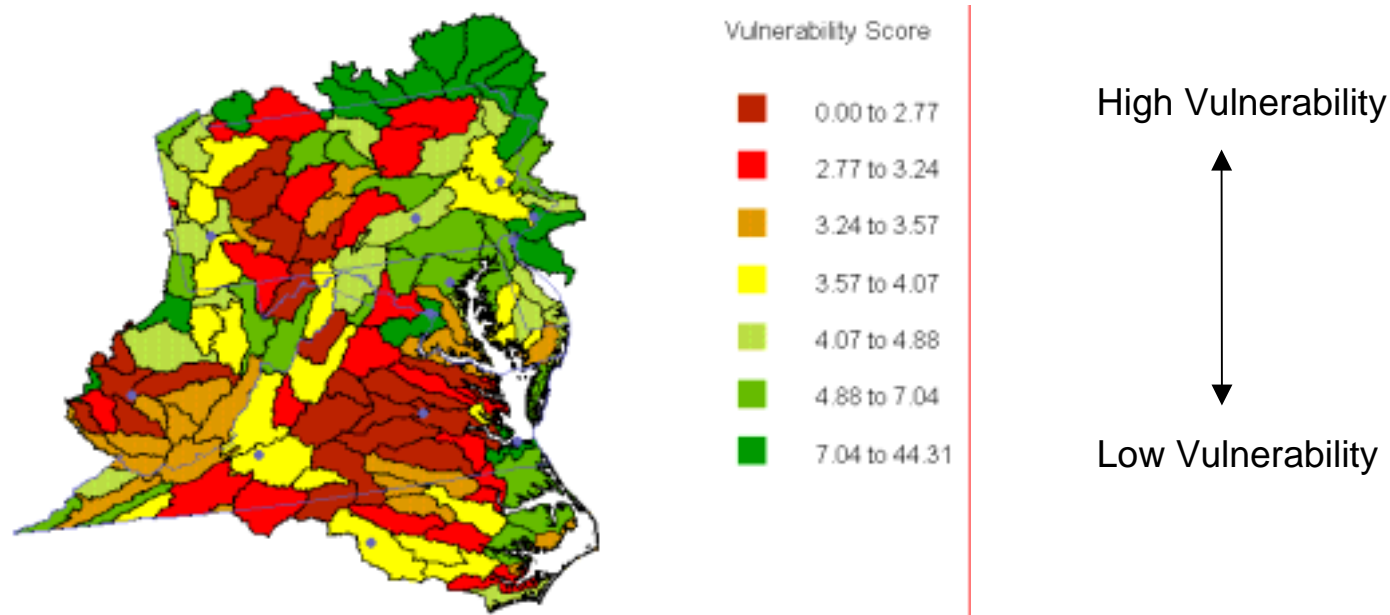 Vulnerability Score
0.00 to 2.77
2.77 to 3.24
3.24 to 3.57
3.57 to 4.07
4.07 to 4.88
4.88 to 7.04
7.04 to 44.31
High Vulnerability
Low Vulnerability